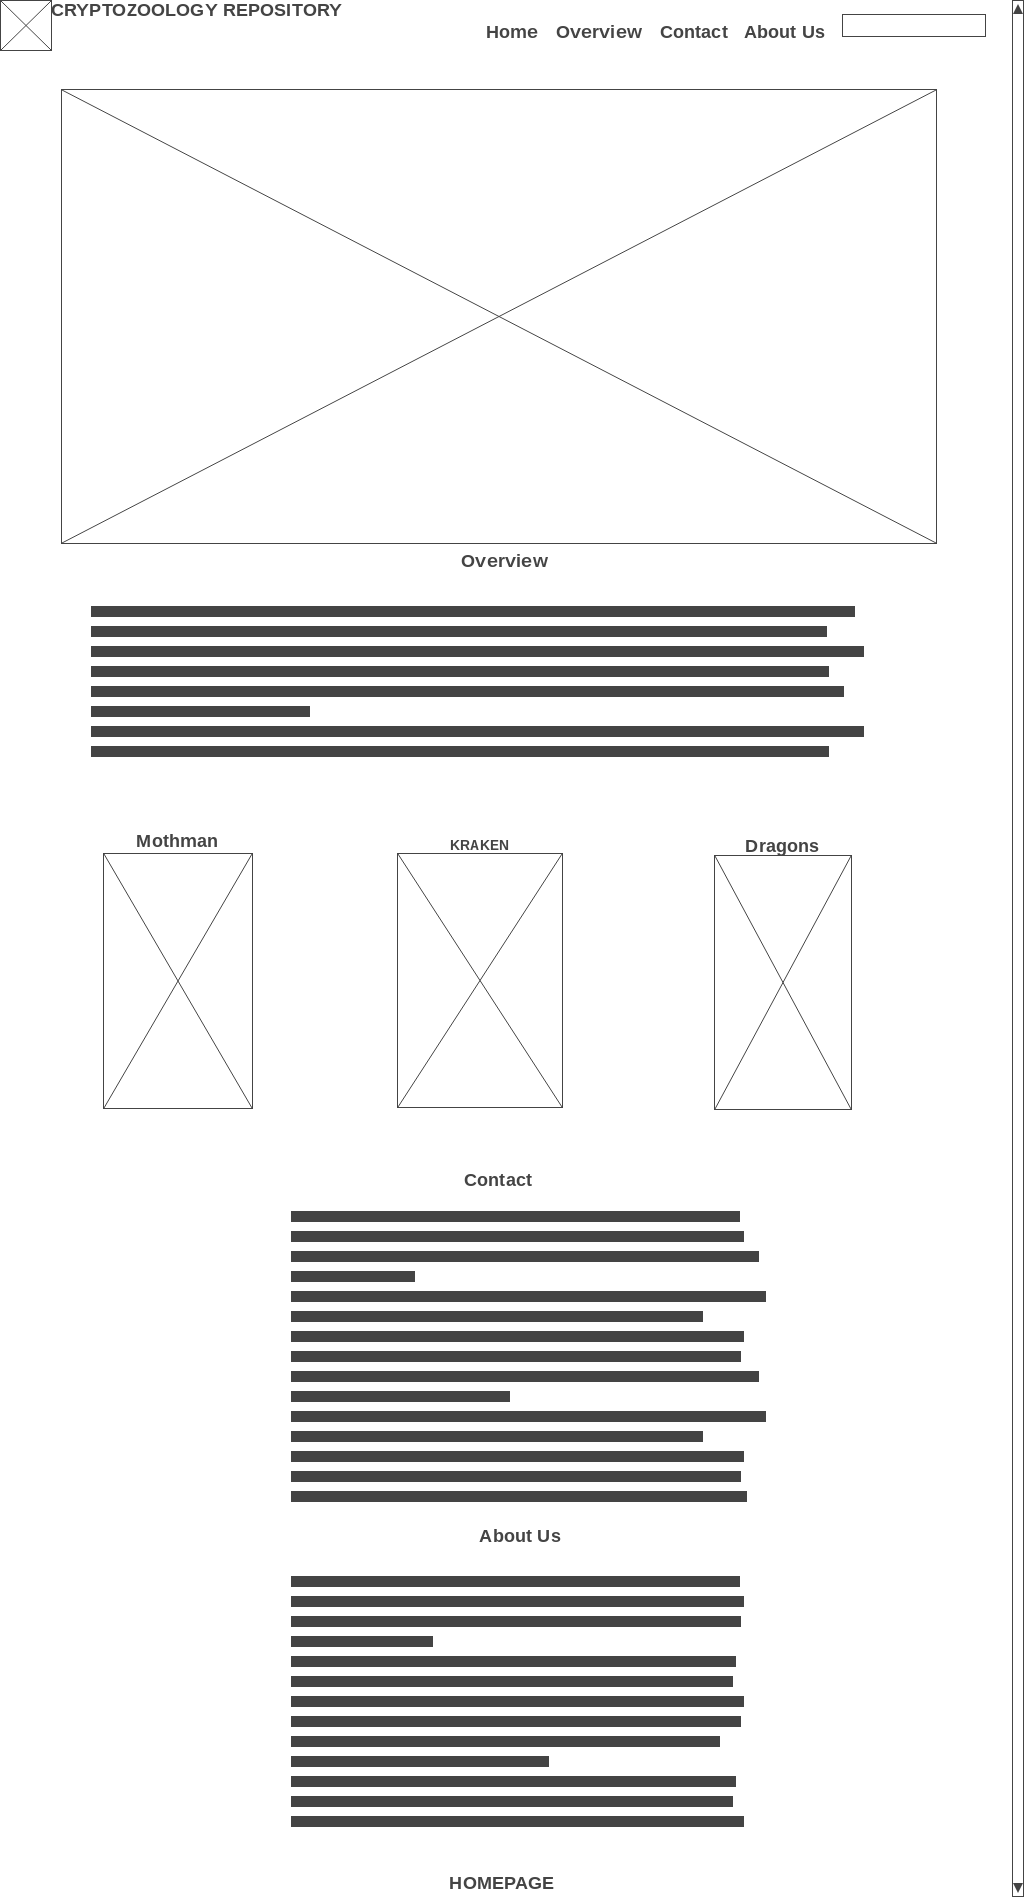 CRYPTOZOOLOGY REPOSITORY
Home Overview Contact About Us
Overview
Mothman KRAKEN Dragons
Contact
About Us
HOMEPAGE